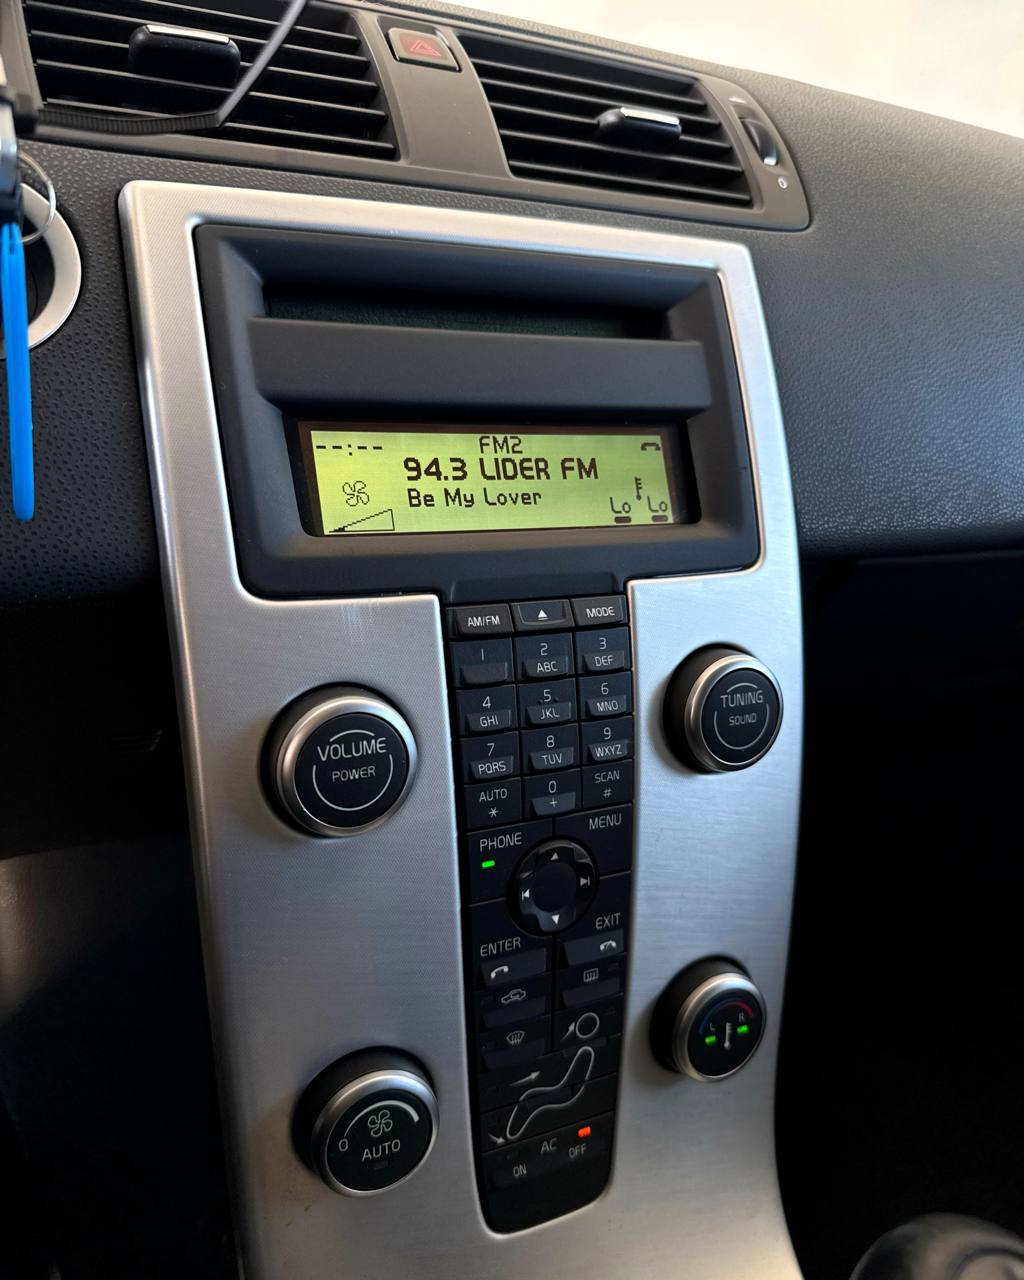 --:--
FM2
94.3 LIDER FM
Be My Lover
Lo Lo
AM/FM
MODE
1
2
ABC
3
DEF
4
GHI
5
JKL
6
MNO
7
PQRS
8
TUV
9
WXYZ
AUTO
*
0
+
SCAN
#
VOLUME
POWER
TUNING
SOUND
PHONE
MENU
ENTER
EXIT
L R
0
AUTO
AC
ON
OFF